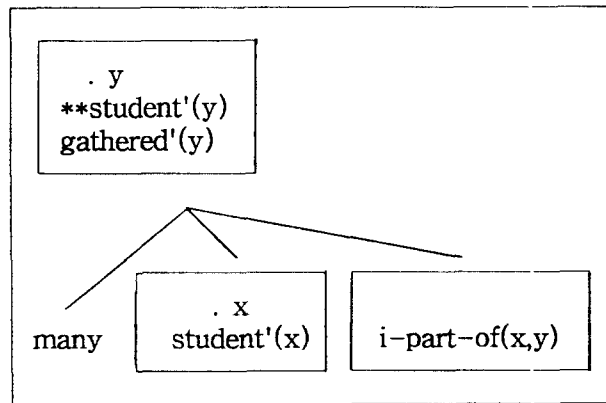 . y
**student'(y)
gathered'(y)
. x
many student'(x) i-part-of(x,y)